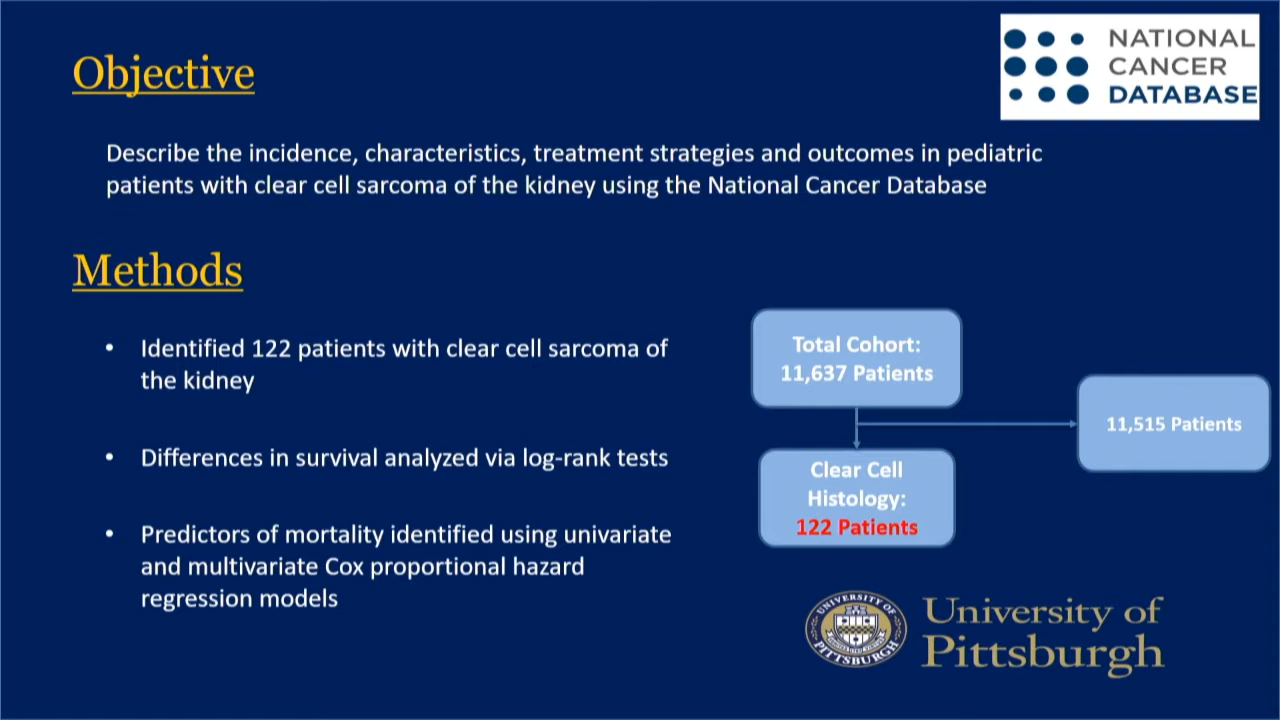 Objective
NATIONAL
CANCER
DATABASE
Describe the incidence, characteristics, treatment strategies and outcomes in pediatric
patients with clear cell sarcoma of the kidney using the National Cancer Database
Methods
• Identified 122 patients with clear cell sarcoma of
the kidney
• Differences in survival analyzed via log-rank tests
• Predictors of mortality identified using univariate
and multivariate Cox proportional hazard
regression models
Total Cohort:
11,637 Patients
11,515 Patients
Clear Cell
Histology:
122 Patients
UNIVERSITY OF
PITTSBURGH
University of
Pittsburgh